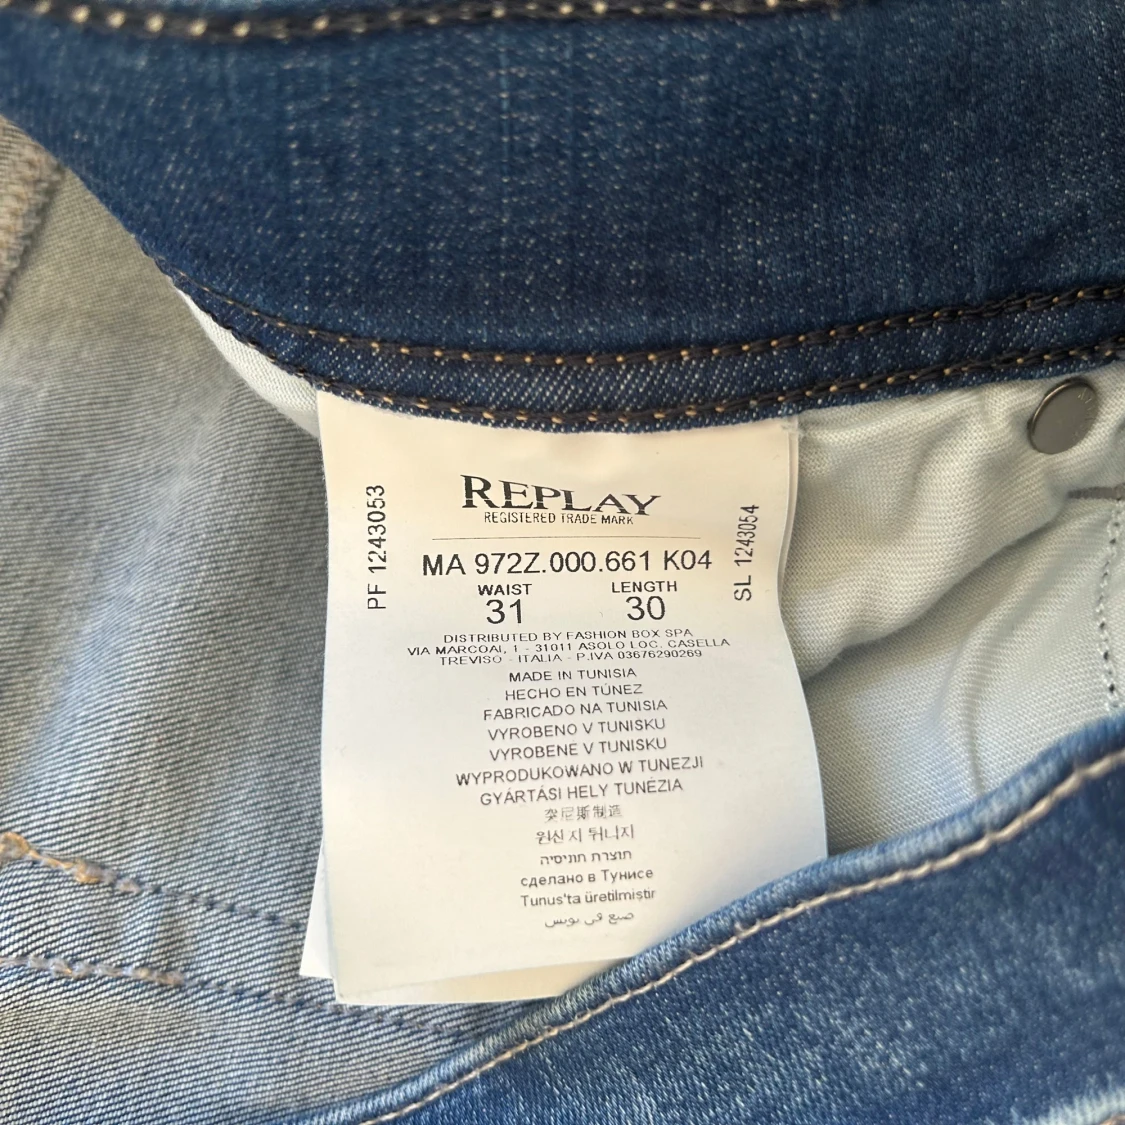 REPLAY
REGISTERED TRADE MARK
PF 1243053
SL 1243054
MA 972Z.000.661 K04
WAIST LENGTH
31 30
DISTRIBUTED BY FASHION BOX SPA
VIA MARCOAI, 1 - 31011 ASOLO LOC. CASELLA
TREVISO - ITALIA - P.IVA 03676290269
MADE IN TUNISIA
HECHO EN TÚNEZ
FABRICADO NA TUNISIA
VYROBENO V TUNISKU
VYROBENÉ V TUNISKU
WYPRODUKOWANO W TUNEZJI
GYÁRTÁSI HELY TUNÉZIA
突尼斯制造
원산지 튀니지
תוצרת תוניסיה
сделано в Тунисе
Tunus'ta üretilmiştir
صنع في تونس